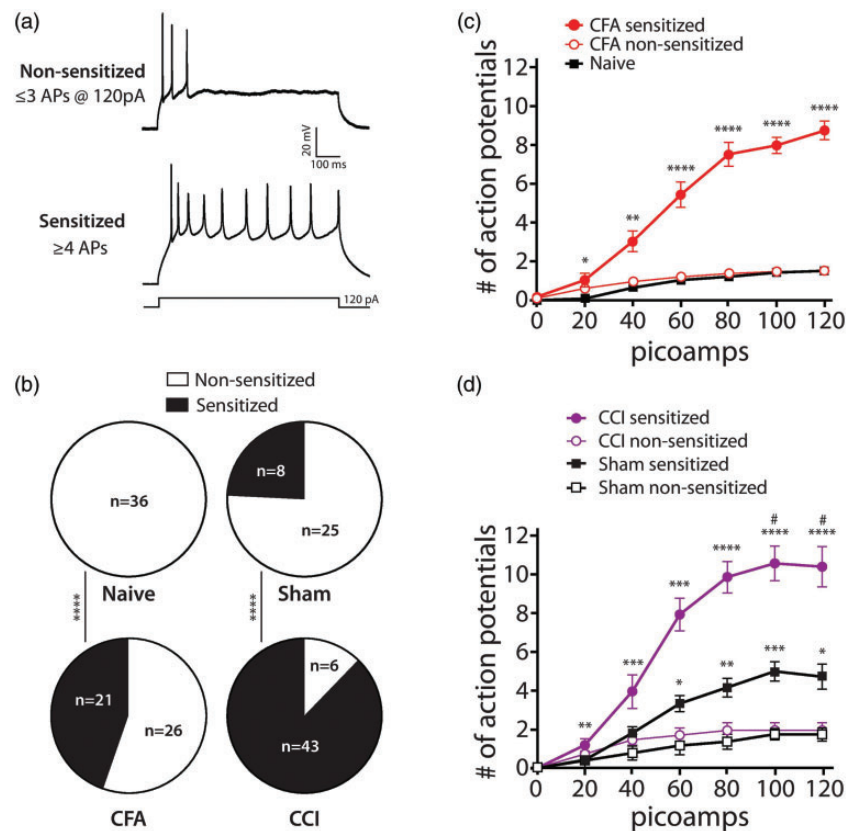 (a)
Non-sensitized
≤3 APs @ 120pA
20 mV
100 ms
Sensitized
≥4 APs
120 pA
(b)
Non-sensitized
Sensitized
n=36
n=8
n=25
Naive
Sham
****
****
n=21
n=26
n=6
n=43
CFA
CCI
(c)
CFA sensitized
CFA non-sensitized
Naive
# of action potentials
12
10
8
6
4
2
0
*
**
****
****
****
****
0 20 40 60 80 100 120
picoamps
(d)
CCI sensitized
CCI non-sensitized
Sham sensitized
Sham non-sensitized
# of action potentials
12
10
8
6
4
2
0
# #
**
***
***
****
****
****
*
**
***
*
0 20 40 60 80 100 120
picoamps